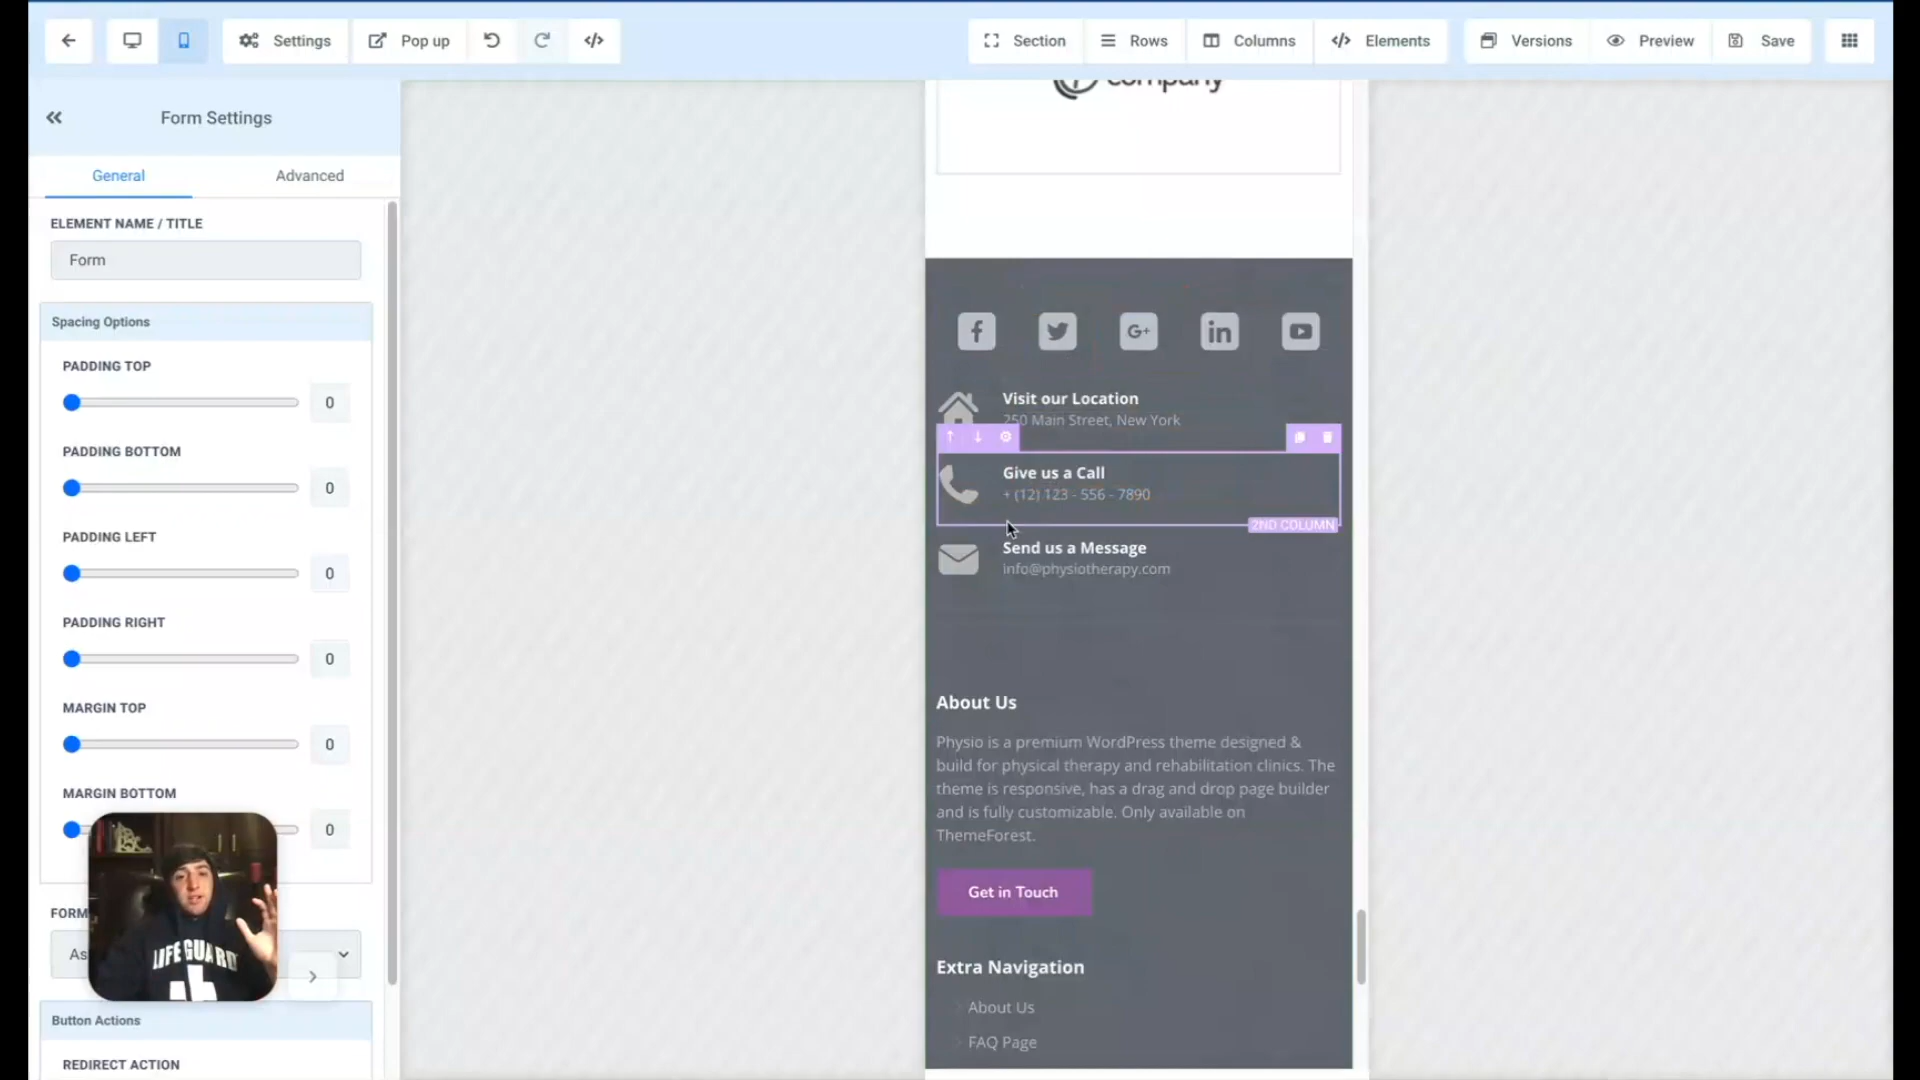 Settings
Pop up
Section
Rows
Columns
Elements
Versions
Preview
Save
Form Settings
General
Advanced
ELEMENT NAME / TITLE
Form
Spacing Options
PADDING TOP
0
PADDING BOTTOM
0
PADDING LEFT
0
PADDING RIGHT
0
MARGIN TOP
0
MARGIN BOTTOM
0
FORM
As
Button Actions
REDIRECT ACTION
LIFE GUARD
company
Visit our Location
250 Main Street, New York
Give us a Call
+ (12) 123 - 556 - 7890
2ND COLUMN
Send us a Message
info@physiotherapy.com
About Us
Physio is a premium WordPress theme designed &
build for physical therapy and rehabilitation clinics. The
theme is responsive, has a drag and drop page builder
and is fully customizable. Only available on
ThemeForest.
Get in Touch
Extra Navigation
About Us
FAQ Page